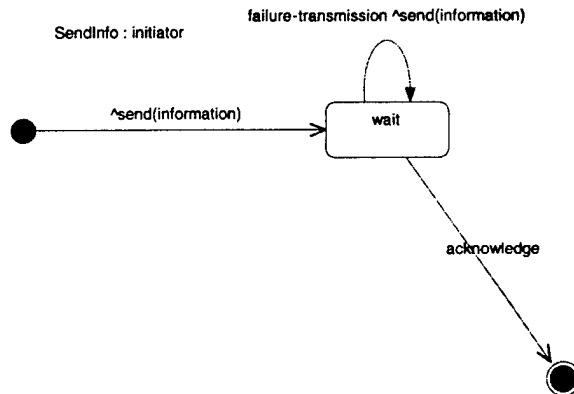 failure-transmission ^send(information)
SendInfo : initiator
^send(information)
wait
acknowledge